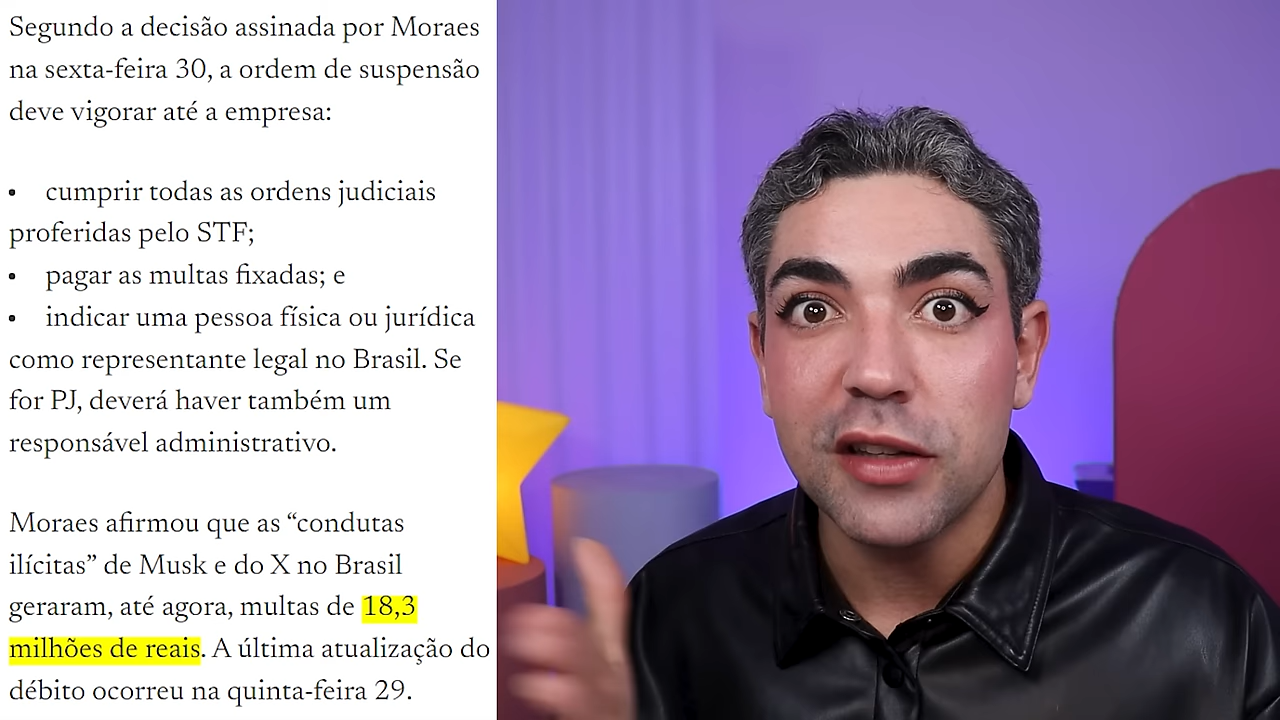 Segundo a decisão assinada por Moraes
na sexta-feira 30, a ordem de suspensão
deve vigorar até a empresa:
• cumprir todas as ordens judiciais
proferidas pelo STF;
• pagar as multas fixadas; e
• indicar uma pessoa física ou jurídica
como representante legal no Brasil. Se
for PJ, deverá haver também um
responsável administrativo.
Moraes afirmou que as “condutas
ilícitas” de Musk e do X no Brasil
geraram, até agora, multas de 18,3
milhões de reais. A última atualização do
débito ocorreu na quinta-feira 29.